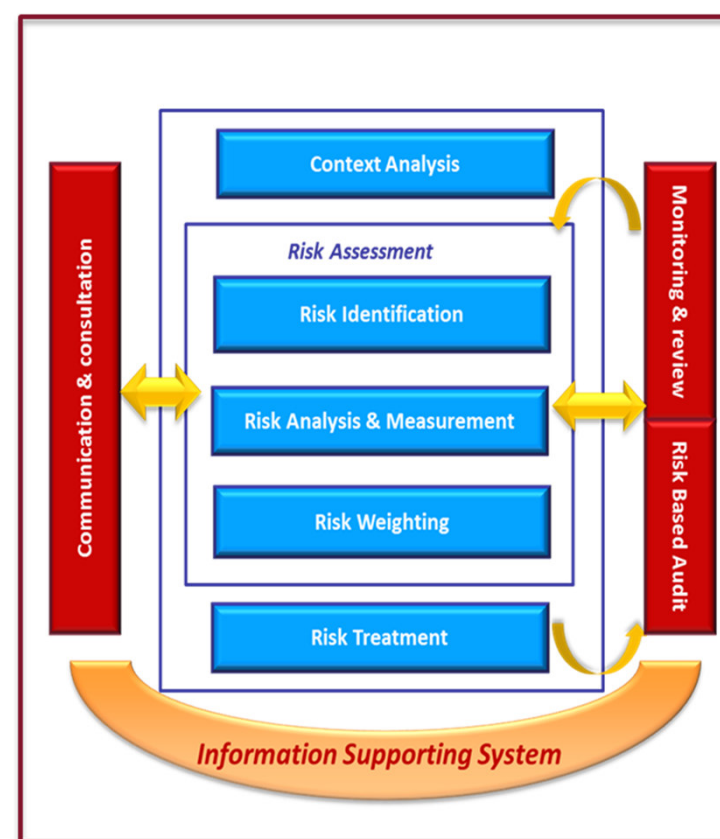 Context Analysis
Risk Assessment
Risk Identification
Risk Analysis & Measurement
Risk Weighting
Risk Treatment
Communication & consultation
Monitoring & review
Risk Based Audit
Information Supporting System